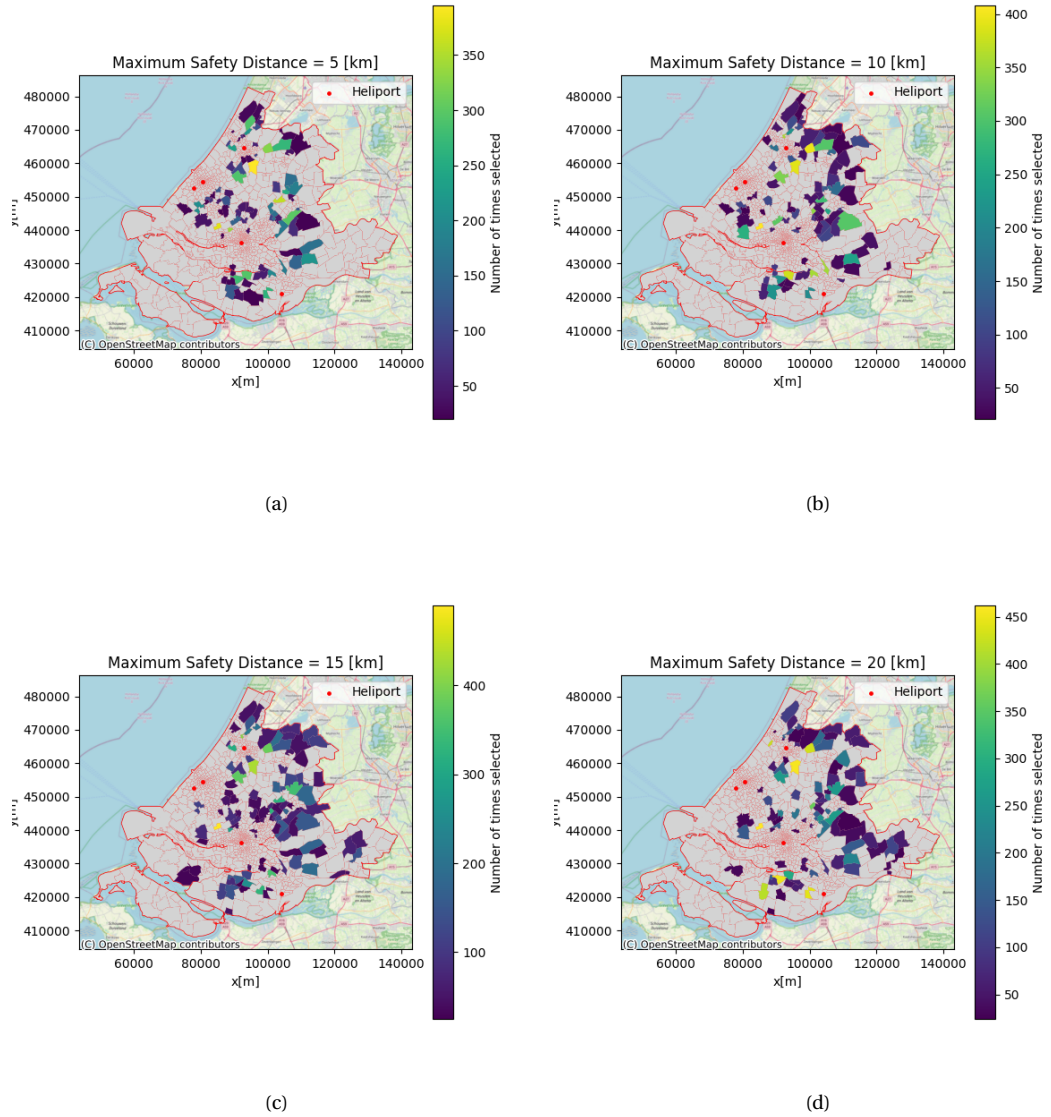 Maximum Safety Distance = 5 [km]
Heliport
480000
470000
460000
450000
440000
430000
420000
410000
(C) OpenStreetMap contributors
60000 80000 100000 120000 140000
x[m]
350
300
250
200
150
100
50
Number of times selected
(a)
Maximum Safety Distance = 10 [km]
Heliport
480000
470000
460000
450000
440000
430000
420000
410000
(C) OpenStreetMap contributors
60000 80000 100000 120000 140000
x[m]
400
350
300
250
200
150
100
50
Number of times selected
(b)
Maximum Safety Distance = 15 [km]
Heliport
480000
470000
460000
450000
440000
430000
420000
410000
(C) OpenStreetMap contributors
60000 80000 100000 120000 140000
x[m]
400
300
200
100
Number of times selected
(c)
Maximum Safety Distance = 20 [km]
Heliport
480000
470000
460000
450000
440000
430000
420000
410000
(C) OpenStreetMap contributors
60000 80000 100000 120000 140000
x[m]
450
400
350
300
250
200
150
100
50
Number of times selected
(d)